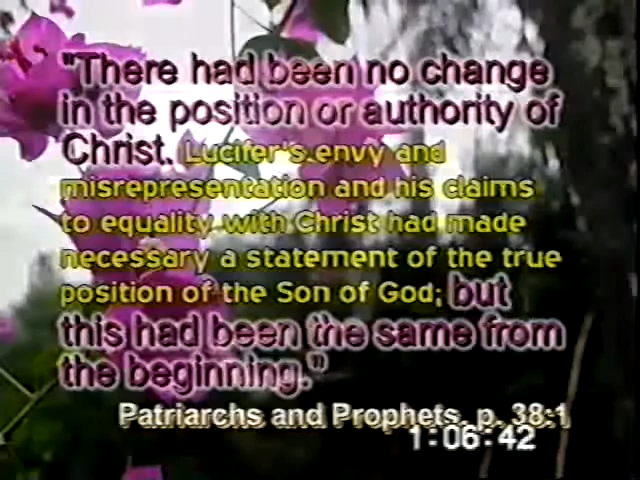 "There had been no change
in the position or authority of
Christ. Lucifer's envy and
misrepresentation and his claims
to equality with Christ had made
necessary a statement of the true
position of the Son of God; but
this had been the same from
the beginning."
Patriarchs and Prophets, p. 38:1
1:06:42